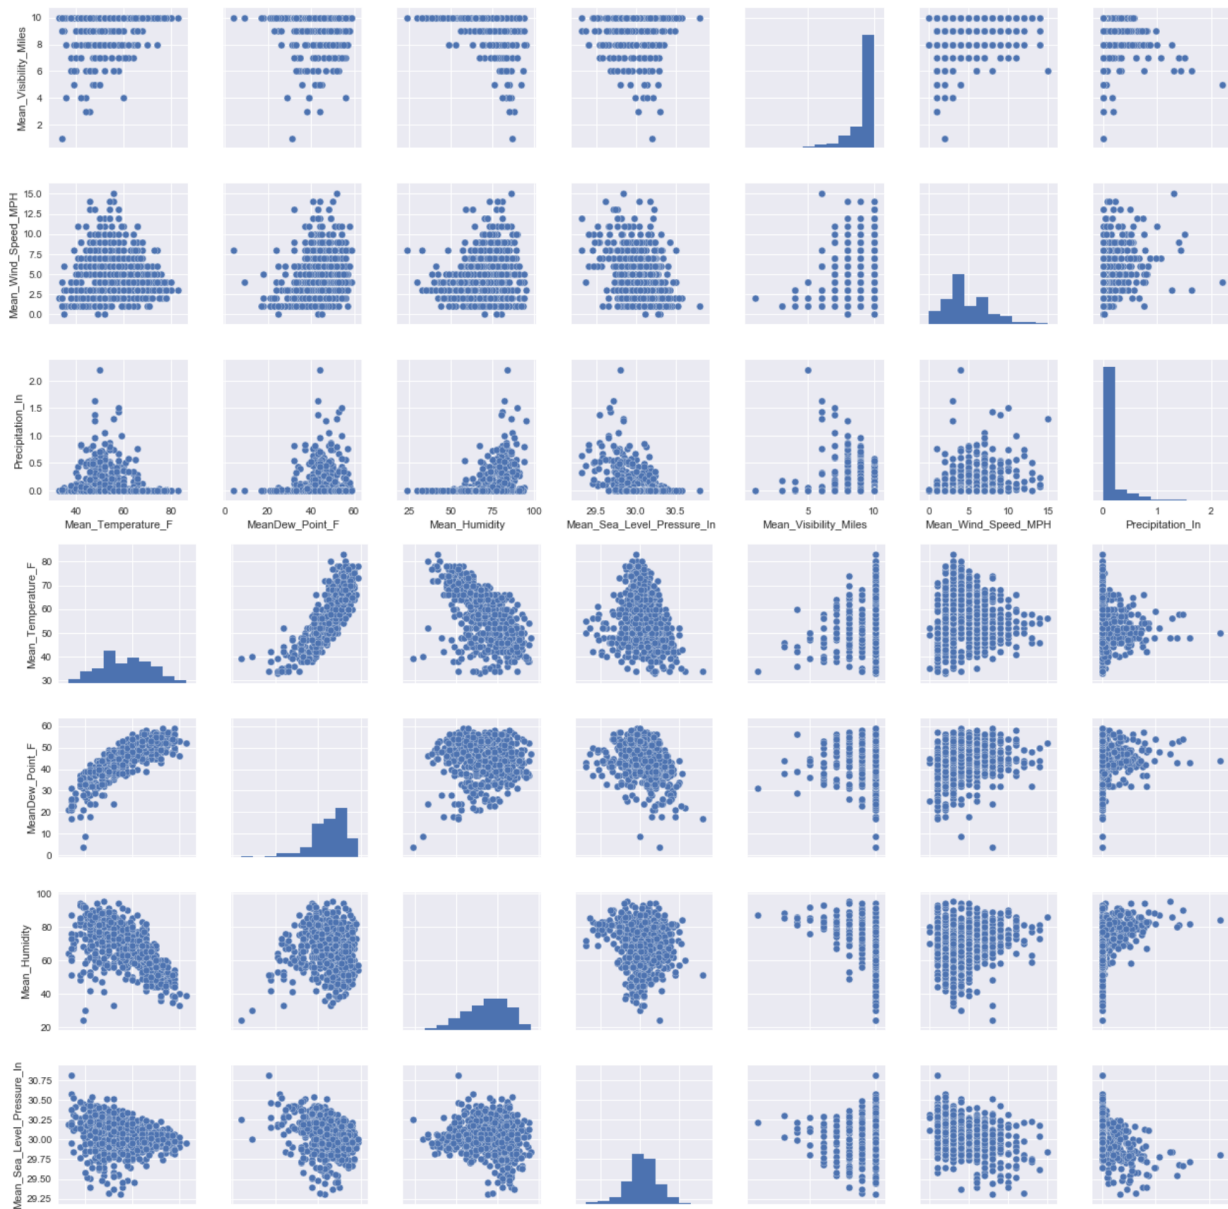 Mean_Visibility_Miles
10
8
6
4
2
Mean_Wind_Speed_MPH
15.0
12.5
10.0
7.5
5.0
2.5
0.0
Precipitation_In
2.0
1.5
1.0
0.5
0.0
40 60 80
0 20 40 60
25 50 75 100
29.5 30.0 30.5
5 10
0 5 10 15
0 1 2
Mean_Temperature_F
MeanDew_Point_F
Mean_Humidity
Mean_Sea_Level_Pressure_In
Mean_Visibility_Miles
Mean_Wind_Speed_MPH
Precipitation_In
Mean_Temperature_F
80
70
60
50
40
30
MeanDew_Point_F
60
50
40
30
20
10
0
Mean_Humidity
100
80
60
40
20
Mean_Sea_Level_Pressure_In
30.75
30.50
30.25
30.00
29.75
29.50
29.25